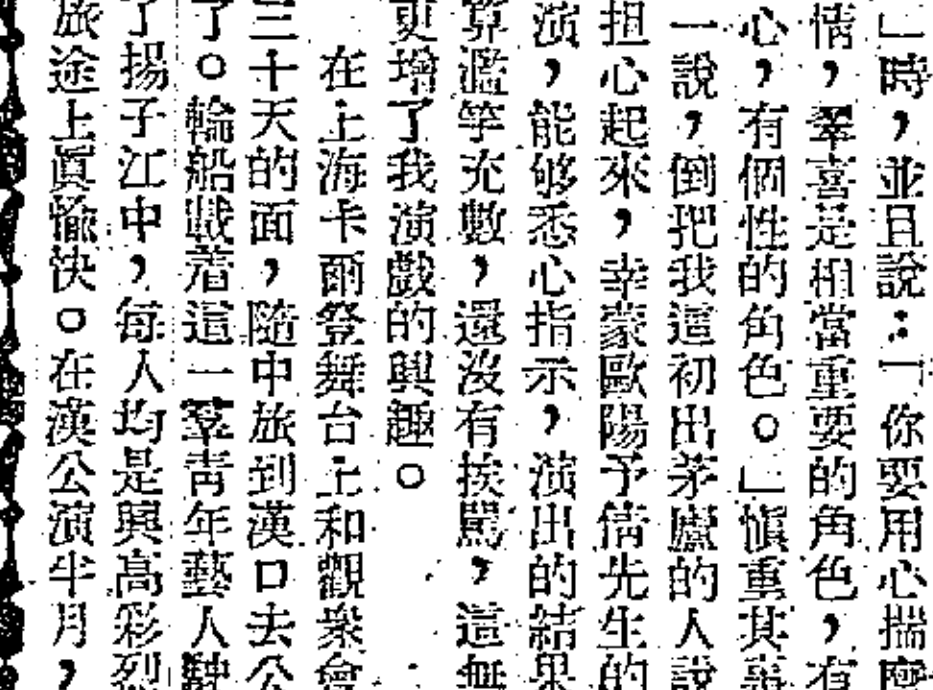 」時，並且說：「你要用心揣摩
情，翠喜是相當重要的角色，有
心，有個性的角色。」愼重其事
一說，倒把我這初出茅廬的人說
担心起來，幸蒙歐陽予倩先生的
演，能够悉心指示，演出的結果
算濫竽充數，還沒有挨駡，這無
更增了我演戲的興趣。
在上海卡爾登舞台上和觀衆會
三十天的面，隨中旅到漢口去公
了。輪船載着這一羣靑年藝人
了揚子江中，每人均是興高彩烈
旅途上眞愉快。在漢公演半月，